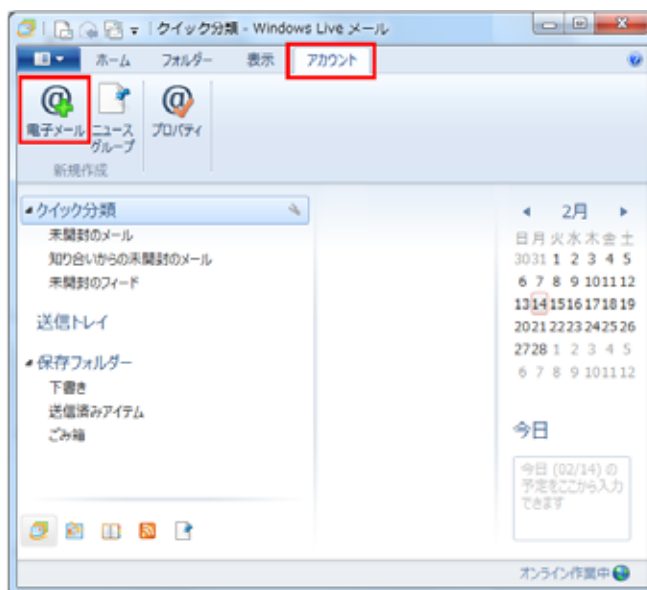 クイック分類 - Windows Live メール
ホーム フォルダー 表示 アカウント
電子メール ニュース グループ プロパティ
新規作成
クイック分類
未開封のメール
知り合いからの未開封のメール
未開封のフィード
送信トレイ
保存フォルダー
下書き
送信済みアイテム
ごみ箱
2月
日 月 火 水 木 金 土
30 31 1 2 3 4 5
6 7 8 9 10 11 12
13 14 15 16 17 18 19
20 21 22 23 24 25 26
27 28 1 2 3 4 5
6 7 8 9 10 11 12
今日
今日 (02/14) の
予定をここから入力
できます
オンライン作業中